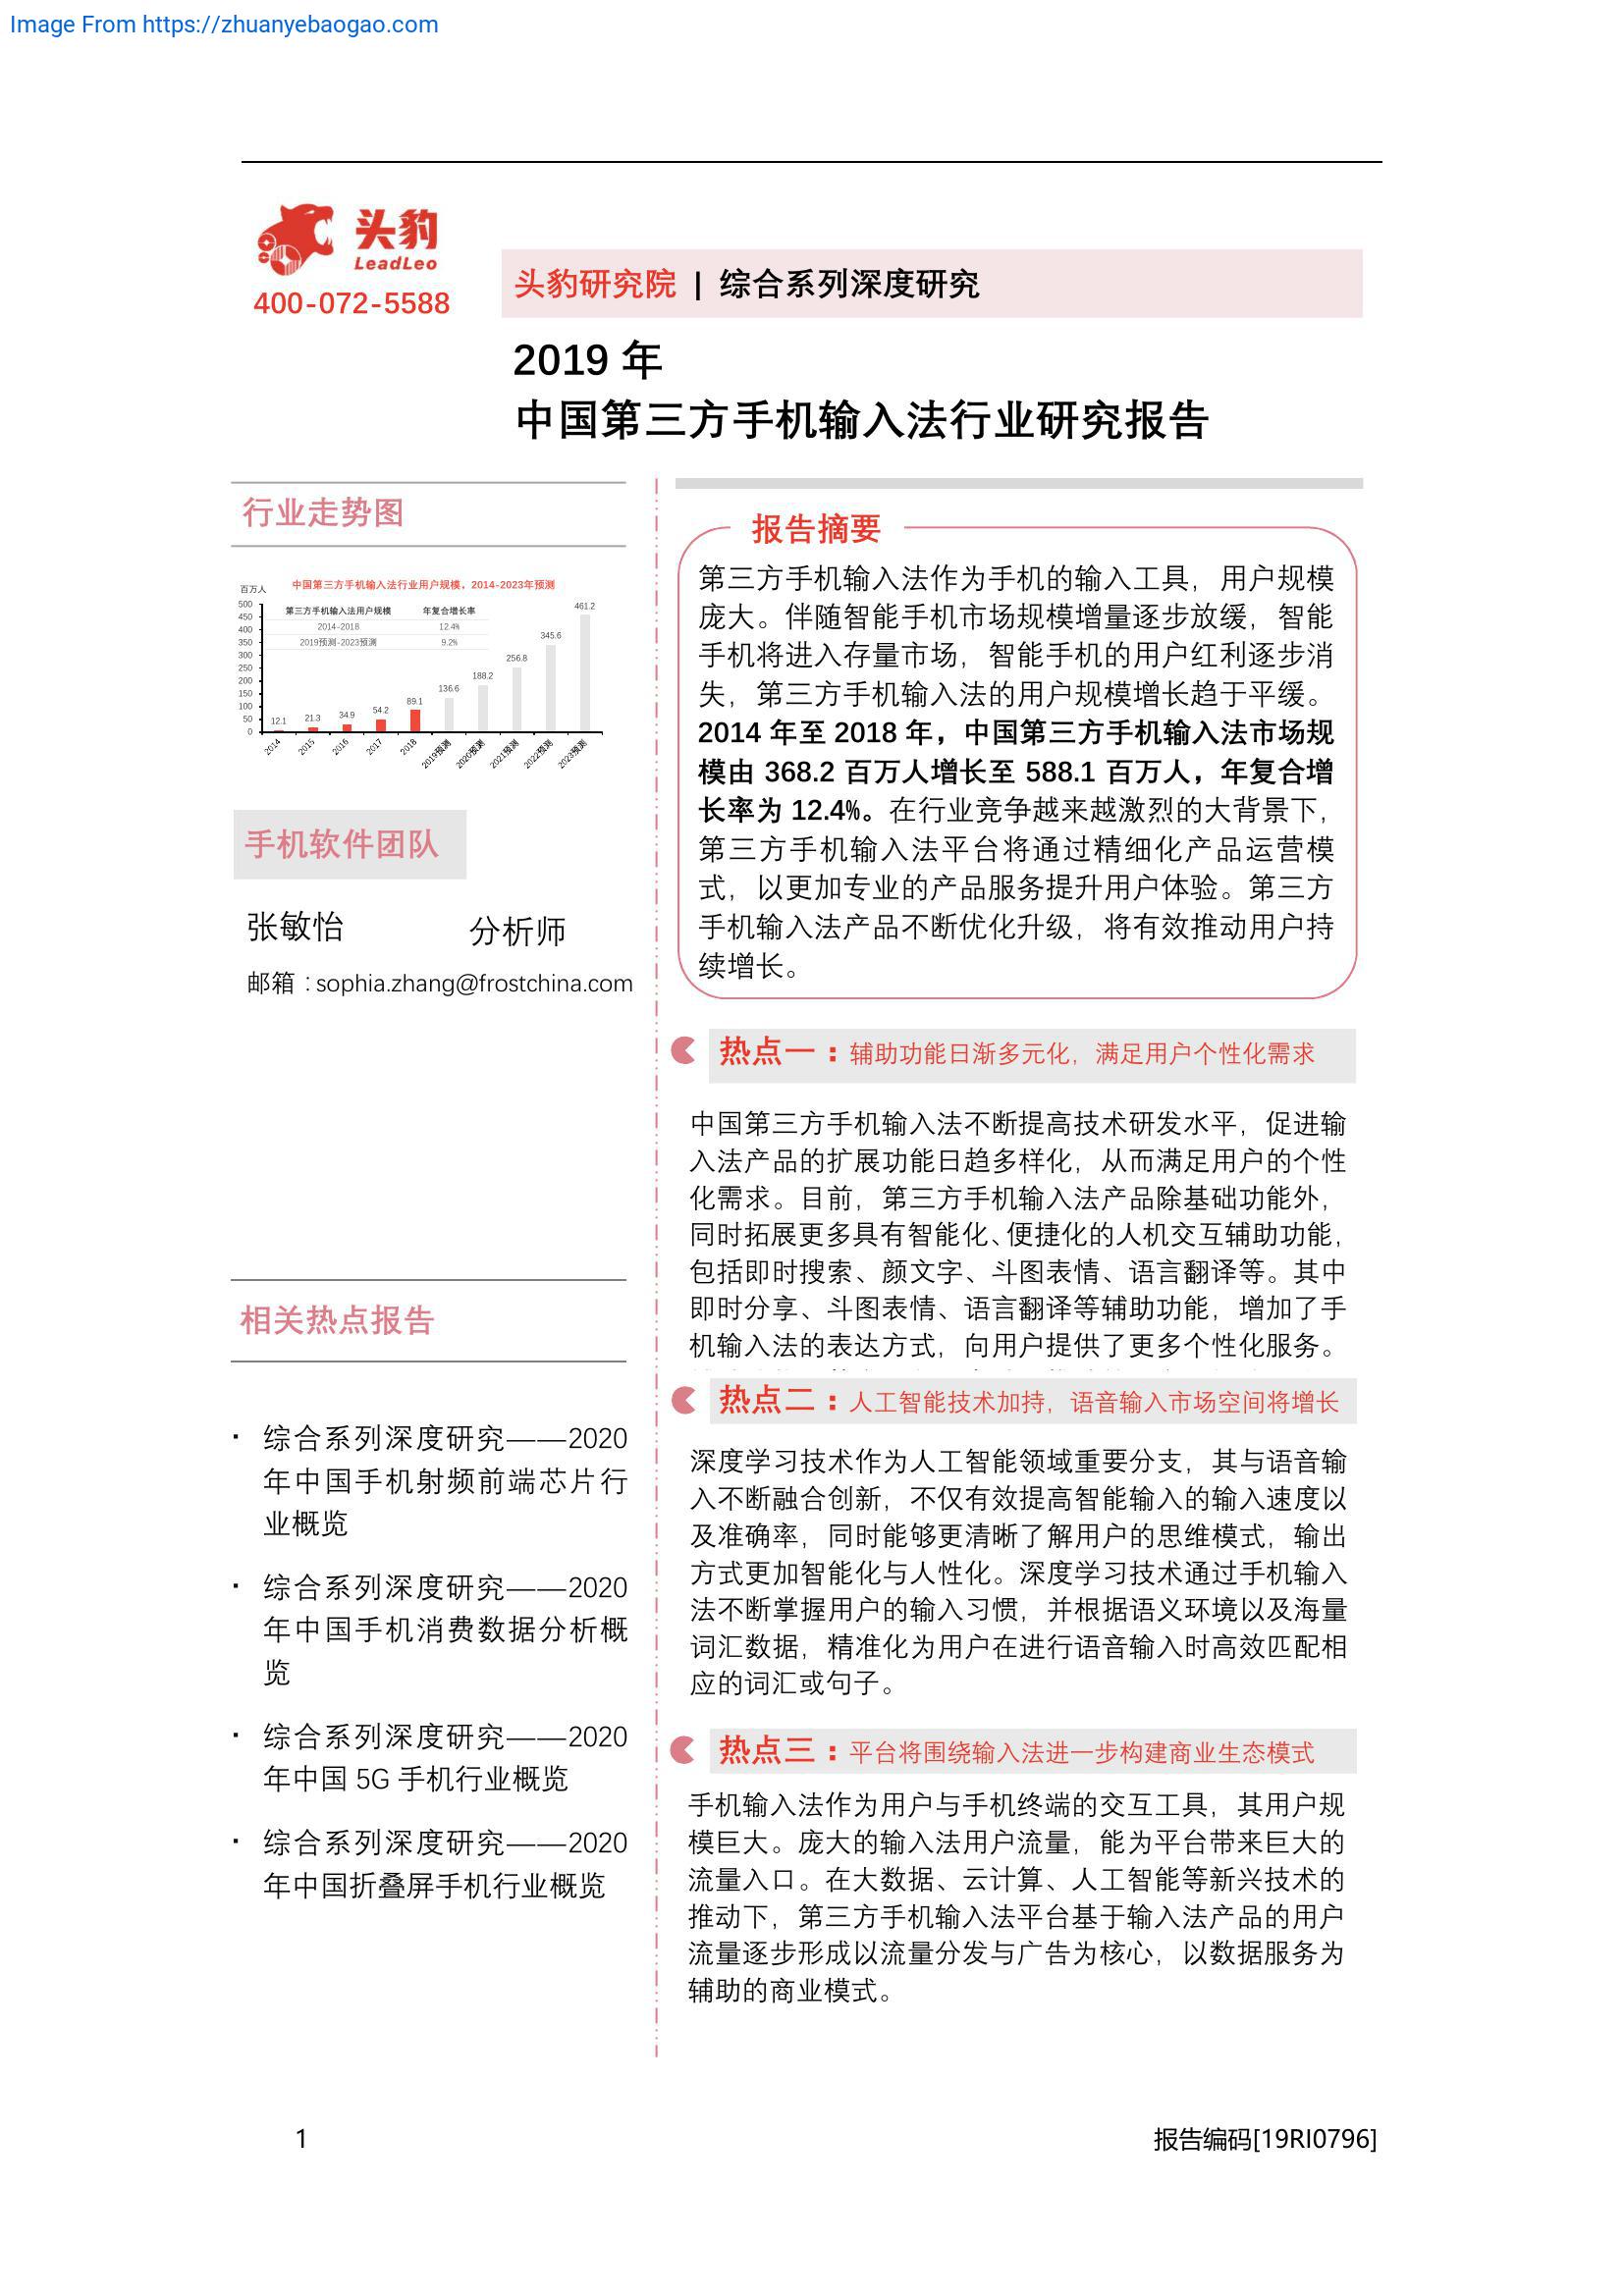 Image From https://zhuanyebaogao.com
头豹
LeadLeo
400-072-5588
头豹研究院 | 综合系列深度研究
2019 年
中国第三方手机输入法行业研究报告
行业走势图
百万人
中国第三方手机输入法行业用户规模，2014-2023年预测
第三方手机输入法用户规模 年复合增长率
2014-2018 12.4%
2019预测-2023预测 9.2%
500
450
400
350
300
250
200
150
100
50
0
12.1 21.3 34.9 54.2 89.1 136.6 188.2 256.8 345.6 461.2
2014 2015 2016 2017 2018 2019预测 2020预测 2021预测 2022预测 2023预测
手机软件团队
张敏怡 分析师
邮箱：sophia.zhang@frostchina.com
相关热点报告
· 综合系列深度研究——2020
年中国手机射频前端芯片行
业概览
· 综合系列深度研究——2020
年中国手机消费数据分析概
览
· 综合系列深度研究——2020
年中国 5G 手机行业概览
· 综合系列深度研究——2020
年中国折叠屏手机行业概览
报告摘要
第三方手机输入法作为手机的输入工具，用户规模
庞大。伴随智能手机市场规模增量逐步放缓，智能
手机将进入存量市场，智能手机的用户红利逐步消
失，第三方手机输入法的用户规模增长趋于平缓。
2014 年至 2018 年，中国第三方手机输入法市场规
模由 368.2 百万人增长至 588.1 百万人，年复合增
长率为 12.4%。在行业竞争越来越激烈的大背景下，
第三方手机输入法平台将通过精细化产品运营模
式，以更加专业的产品服务提升用户体验。第三方
手机输入法产品不断优化升级，将有效推动用户持
续增长。
热点一：辅助功能日渐多元化，满足用户个性化需求
中国第三方手机输入法不断提高技术研发水平，促进输
入法产品的扩展功能日趋多样化，从而满足用户的个性
化需求。目前，第三方手机输入法产品除基础功能外，
同时拓展更多具有智能化、便捷化的人机交互辅助功能，
包括即时搜索、颜文字、斗图表情、语言翻译等。其中
即时分享、斗图表情、语言翻译等辅助功能，增加了手
机输入法的表达方式，向用户提供了更多个性化服务。
热点二：人工智能技术加持，语音输入市场空间将增长
深度学习技术作为人工智能领域重要分支，其与语音输
入不断融合创新，不仅有效提高智能输入的输入速度以
及准确率，同时能够更清晰了解用户的思维模式，输出
方式更加智能化与人性化。深度学习技术通过手机输入
法不断掌握用户的输入习惯，并根据语义环境以及海量
词汇数据，精准化为用户在进行语音输入时高效匹配相
应的词汇或句子。
热点三：平台将围绕输入法进一步构建商业生态模式
手机输入法作为用户与手机终端的交互工具，其用户规
模巨大。庞大的输入法用户流量，能为平台带来巨大的
流量入口。在大数据、云计算、人工智能等新兴技术的
推动下，第三方手机输入法平台基于输入法产品的用户
流量逐步形成以流量分发与广告为核心，以数据服务为
辅助的商业模式。
1
报告编码[19RI0796]